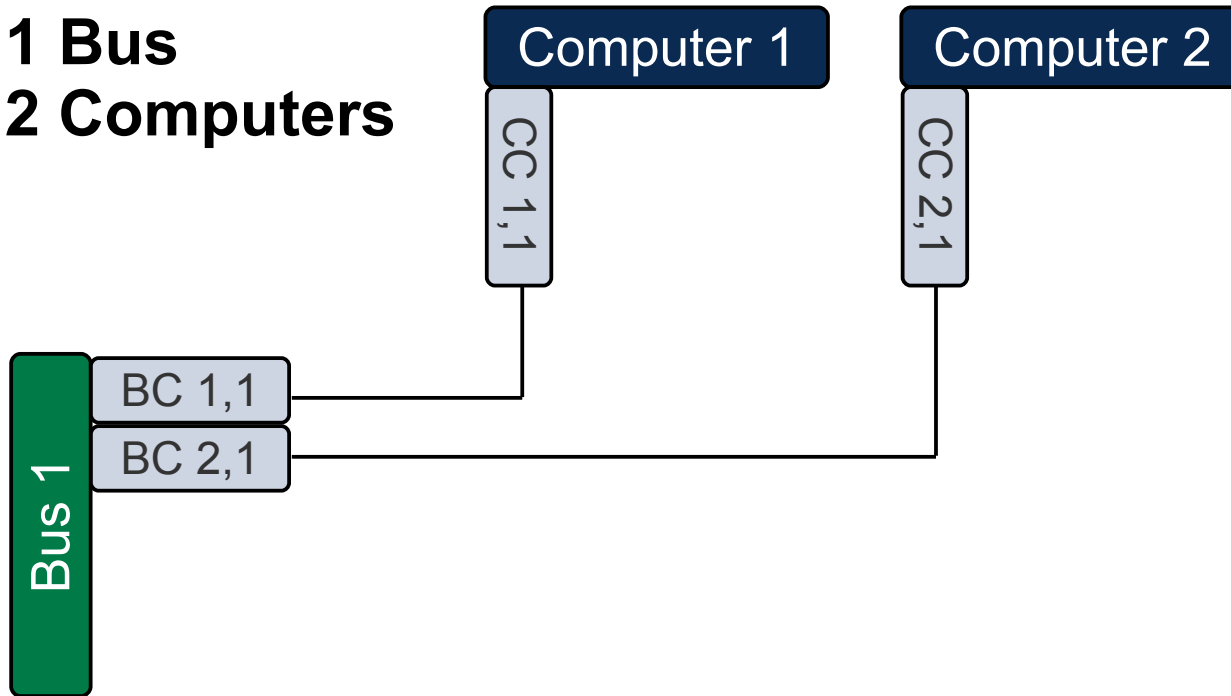 1 Bus
2 Computers
Computer 1
Computer 2
CC 1,1
CC 2,1
BC 1,1
BC 2,1
Bus 1